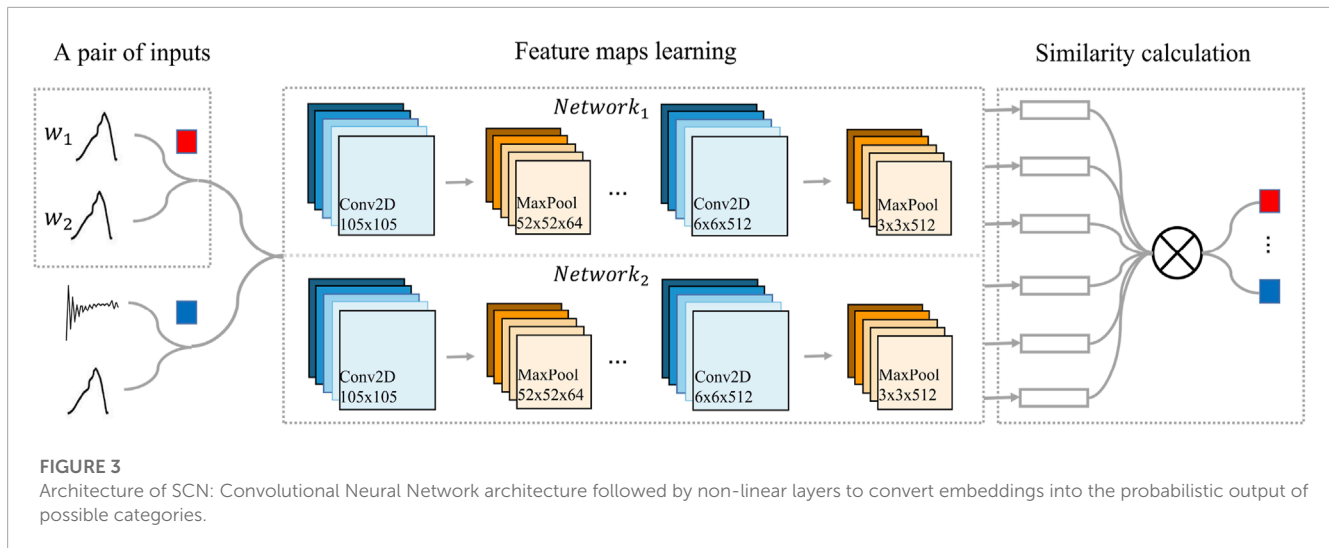 A pair of inputs
Feature maps learning
Similarity calculation
w₁
w₂
Network₁
Conv2D
105x105
MaxPool
52x52x64
...
Conv2D
6x6x512
MaxPool
3x3x512
Network₂
Conv2D
105x105
MaxPool
52x52x64
...
Conv2D
6x6x512
MaxPool
3x3x512
...
FIGURE 3
Architecture of SCN: Convolutional Neural Network architecture followed by non-linear layers to convert embeddings into the probabilistic output of
possible categories.